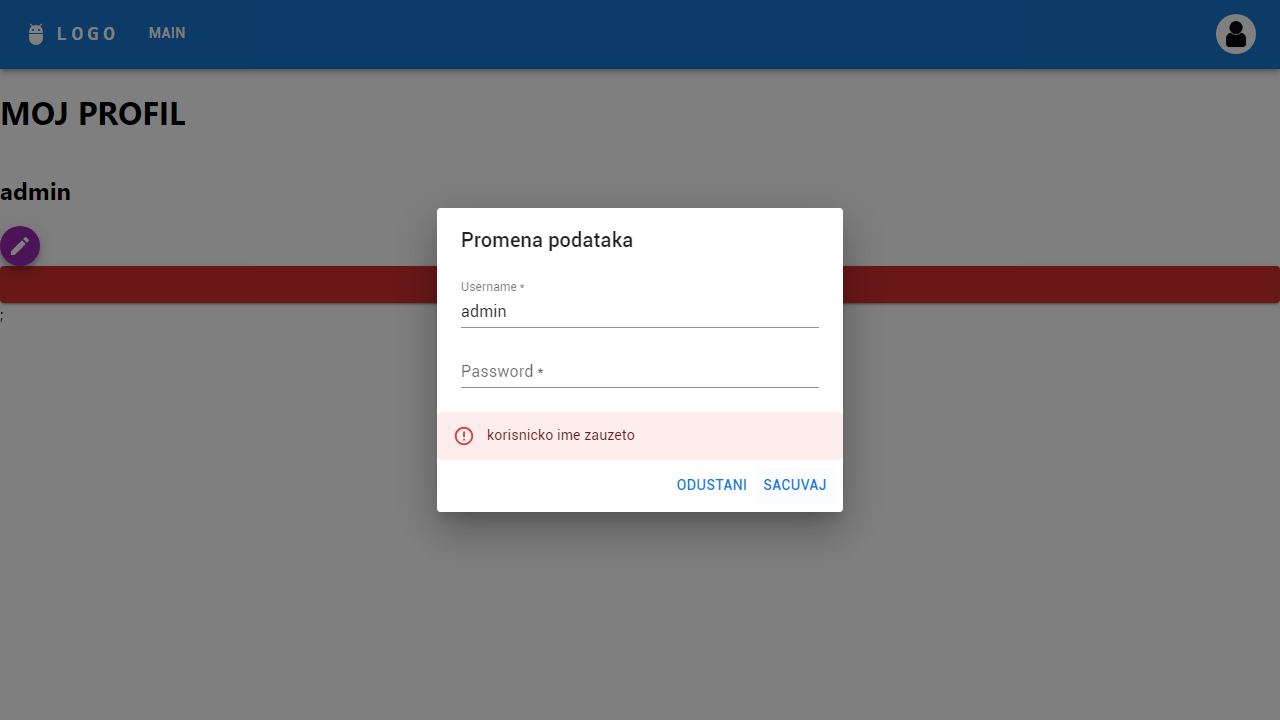 LOGO MAIN
MOJ PROFIL
admin
Promena podataka
Username *
admin
Password *
;
korisnicko ime zauzeto
ODUSTANI SACUVAJ